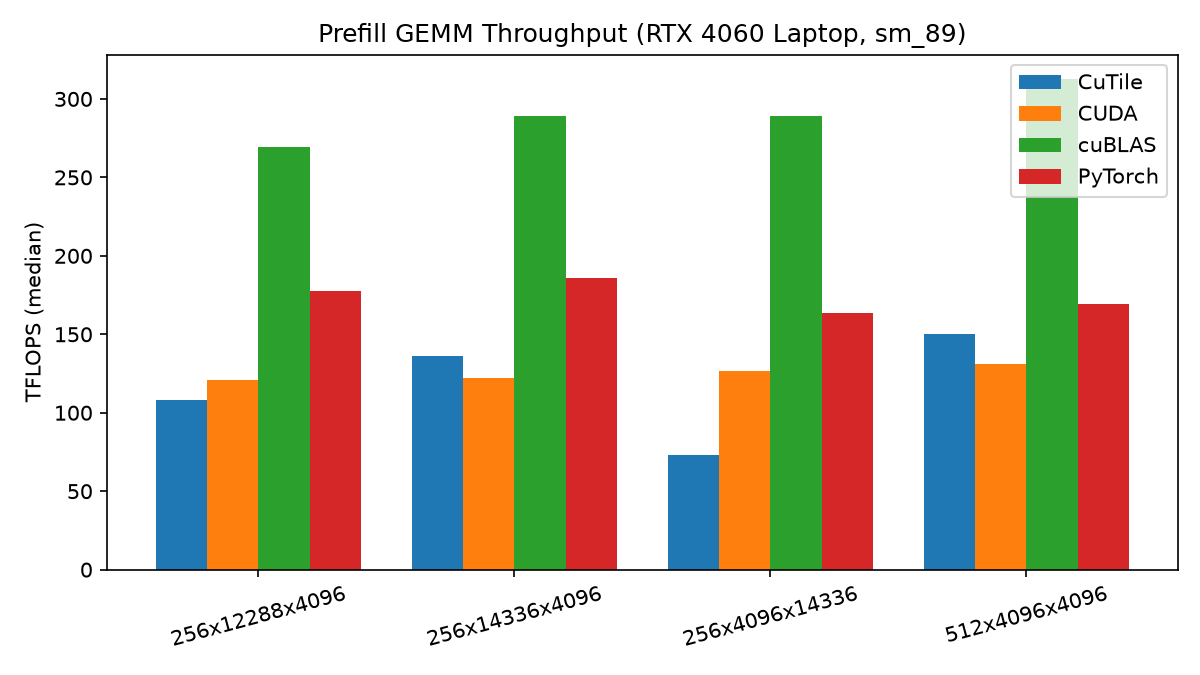 Prefill GEMM Throughput (RTX 4060 Laptop, sm_89)
TFLOPS (median)
300
250
200
150
100
50
0
CuTile
CUDA
cuBLAS
PyTorch
256x12288x4096
256x14336x4096
256x4096x14336
512x4096x4096